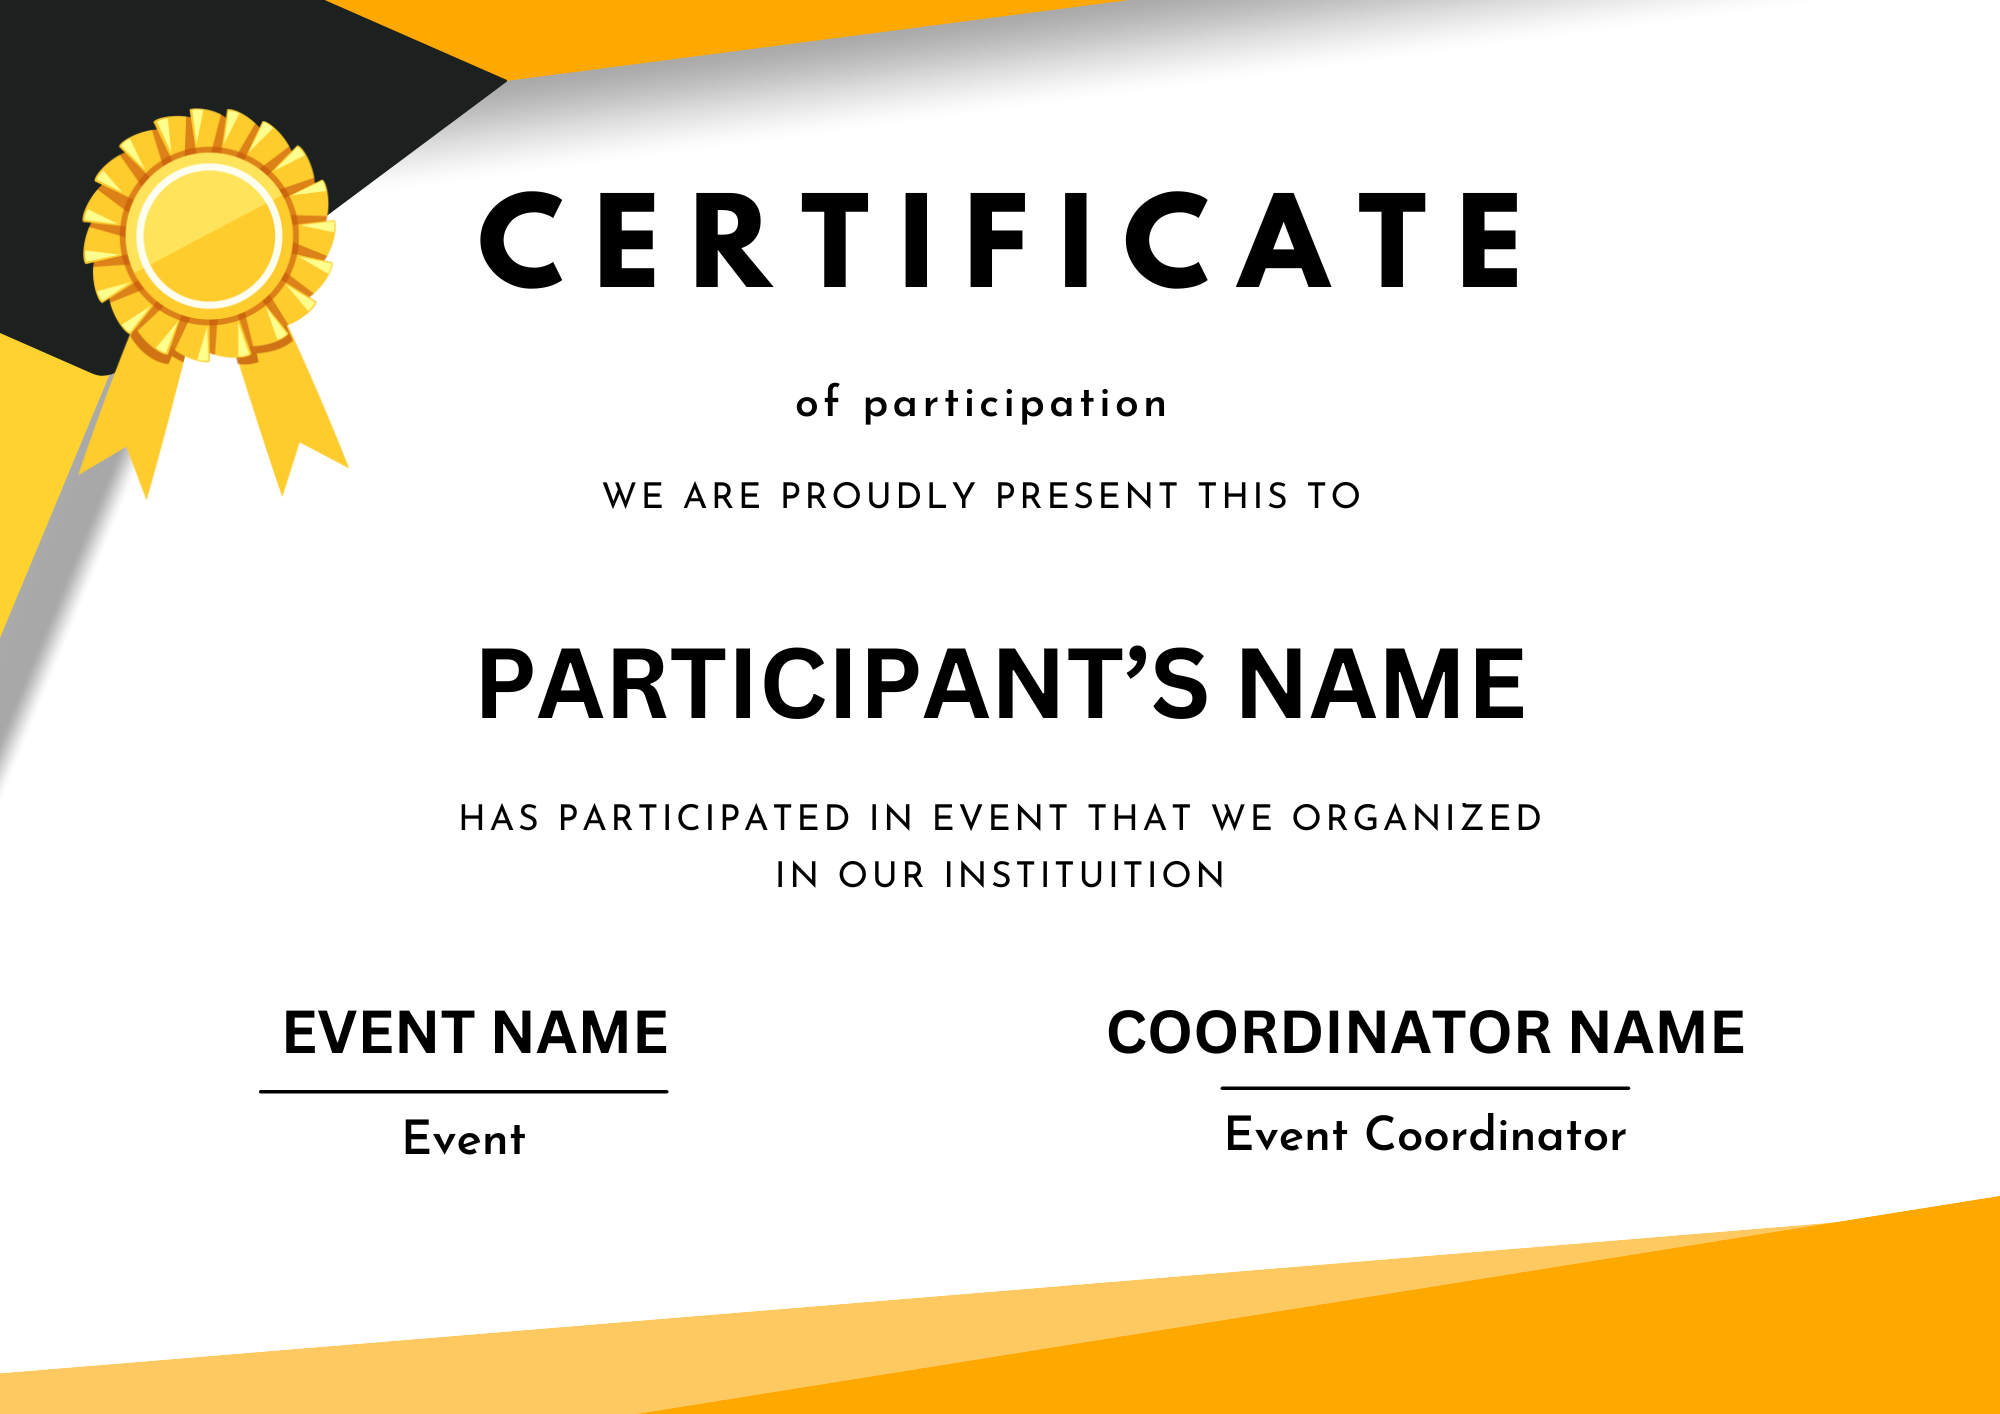 CERTIFICATE
of participation
WE ARE PROUDLY PRESENT THIS TO
PARTICIPANT’S NAME
HAS PARTICIPATED IN EVENT THAT WE ORGANIZED
IN OUR INSTITUITION
EVENT NAME
Event
COORDINATOR NAME
Event Coordinator